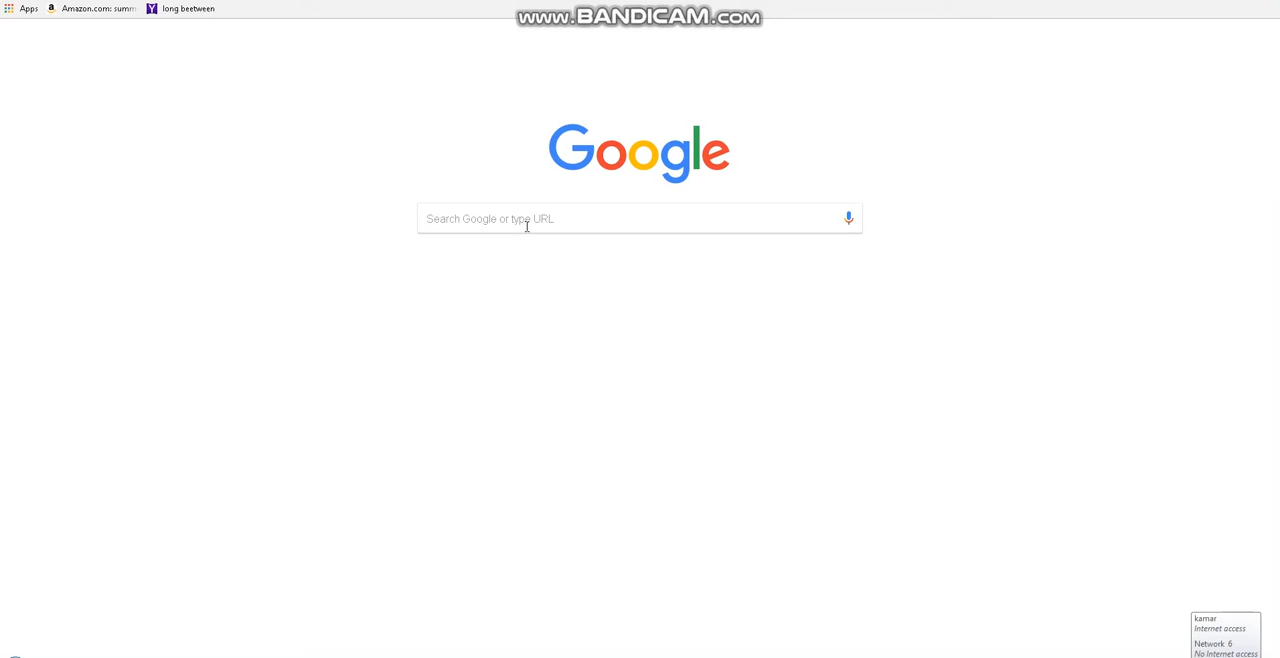 www.BANDICAM.com
Apps
Amazon.com: summ
long beetween
Google
Search Google or type URL
kamar
Internet access
Network 6
No Internet access